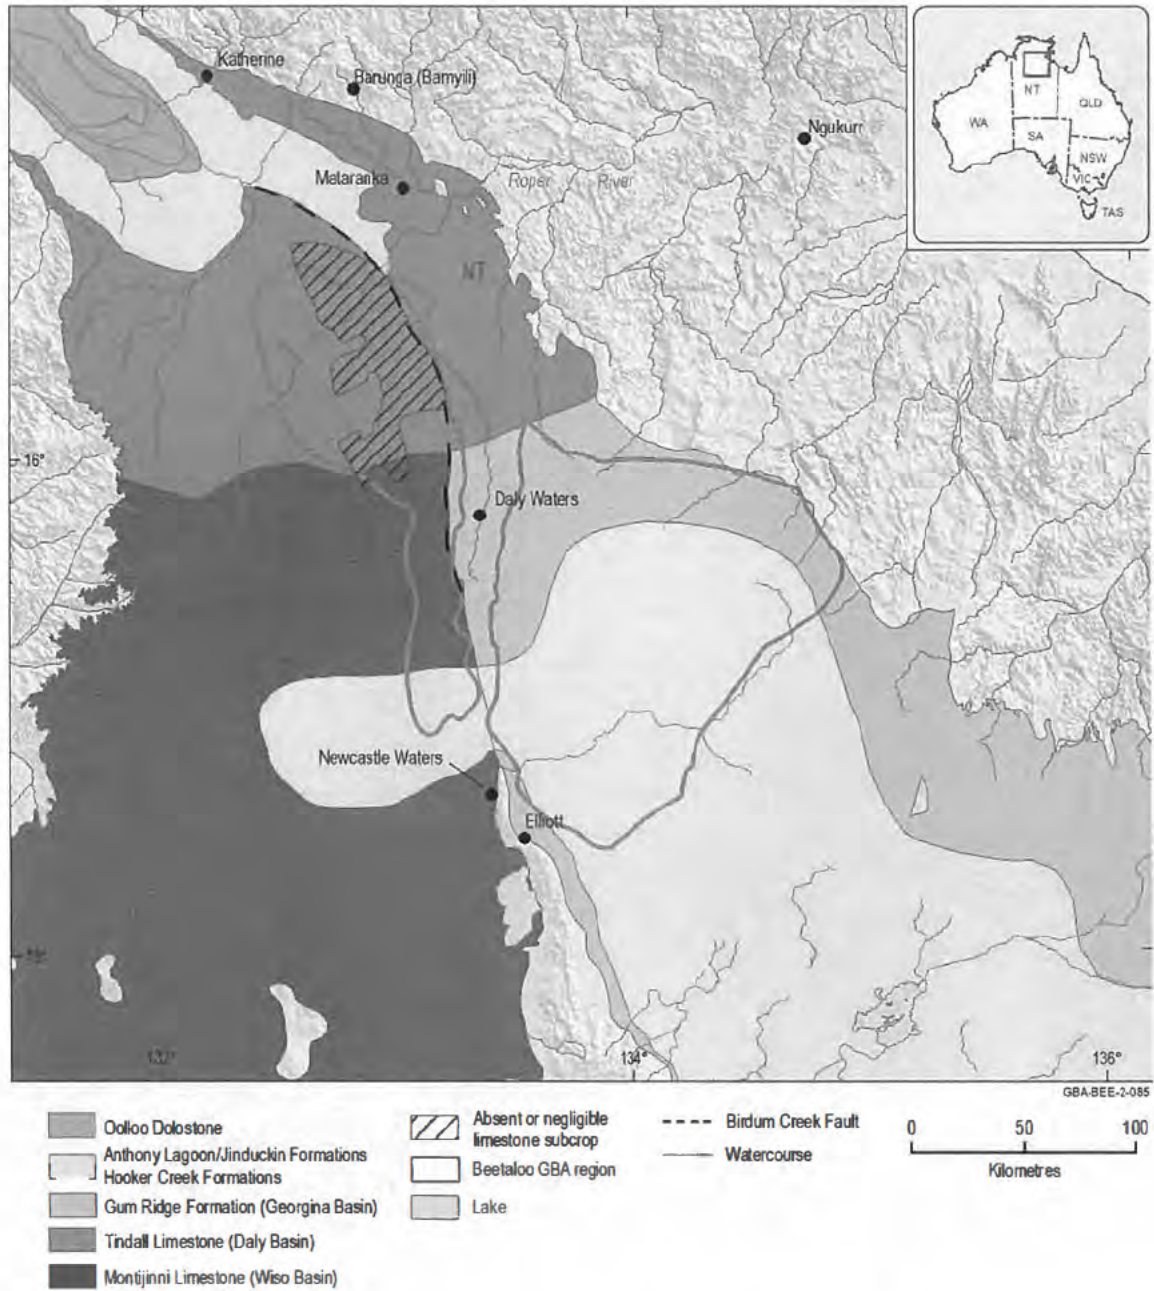 Katherine
Barunga (Bamyili)
Ngukurr
Mataranka
Roper River
NT
16°
Daly Waters
Newcastle Waters
Elliott
132°
134°
136°
NT
QLD
WA
SA
NSW
VIC
TAS
GBA-BEE-2-085
Oolloo Dolostone
Anthony Lagoon/Jinduckin Formations
Hooker Creek Formations
Gum Ridge Formation (Georgina Basin)
Tindall Limestone (Daly Basin)
Montijinni Limestone (Wiso Basin)
Absent or negligible
limestone subcrop
Beetaloo GBA region
Lake
Birdum Creek Fault
Watercourse
0 50 100
Kilometres